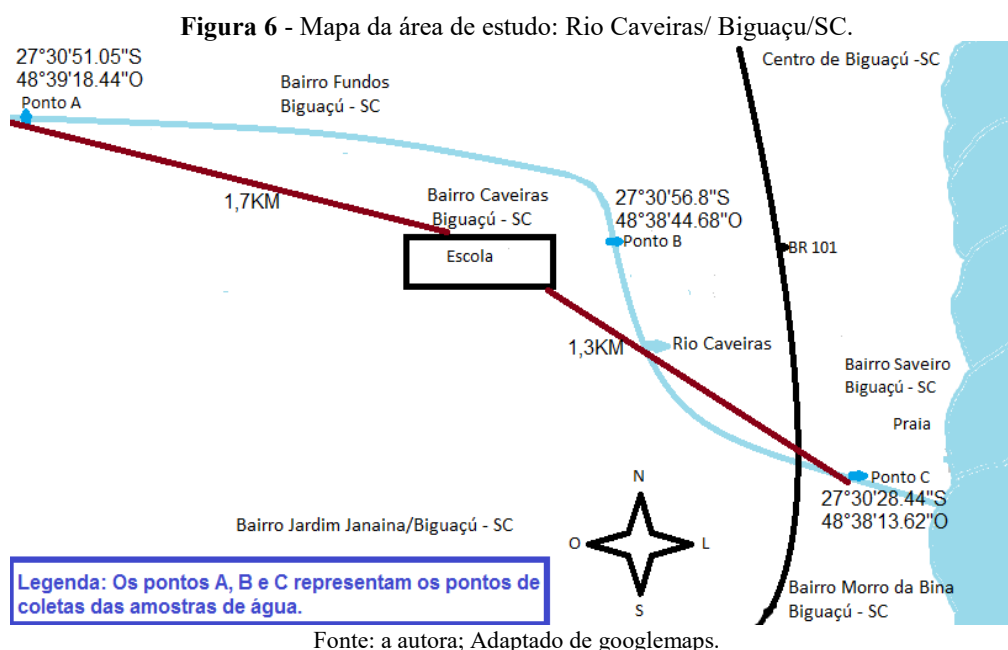 Figura 6 - Mapa da área de estudo: Rio Caveiras/ Biguaçu/SC.
27°30'51.05"S
48°39'18.44"O
Ponto A
Bairro Fundos
Biguaçú - SC
Centro de Biguaçú -SC
1,7KM
Bairro Caveiras
Biguaçú - SC
Escola
27°30'56.8"S
48°38'44.68"O
Ponto B
BR 101
1,3KM
Rio Caveiras
Bairro Saveiro
Biguaçú - SC
Praia
Ponto C
27°30'28.44"S
48°38'13.62"O
Bairro Jardim Janaina/Biguaçú - SC
N
O
L
S
Legenda: Os pontos A, B e C representam os pontos de
coletas das amostras de água.
Bairro Morro da Bina
Biguaçú - SC
Fonte: a autora; Adaptado de googlemaps.